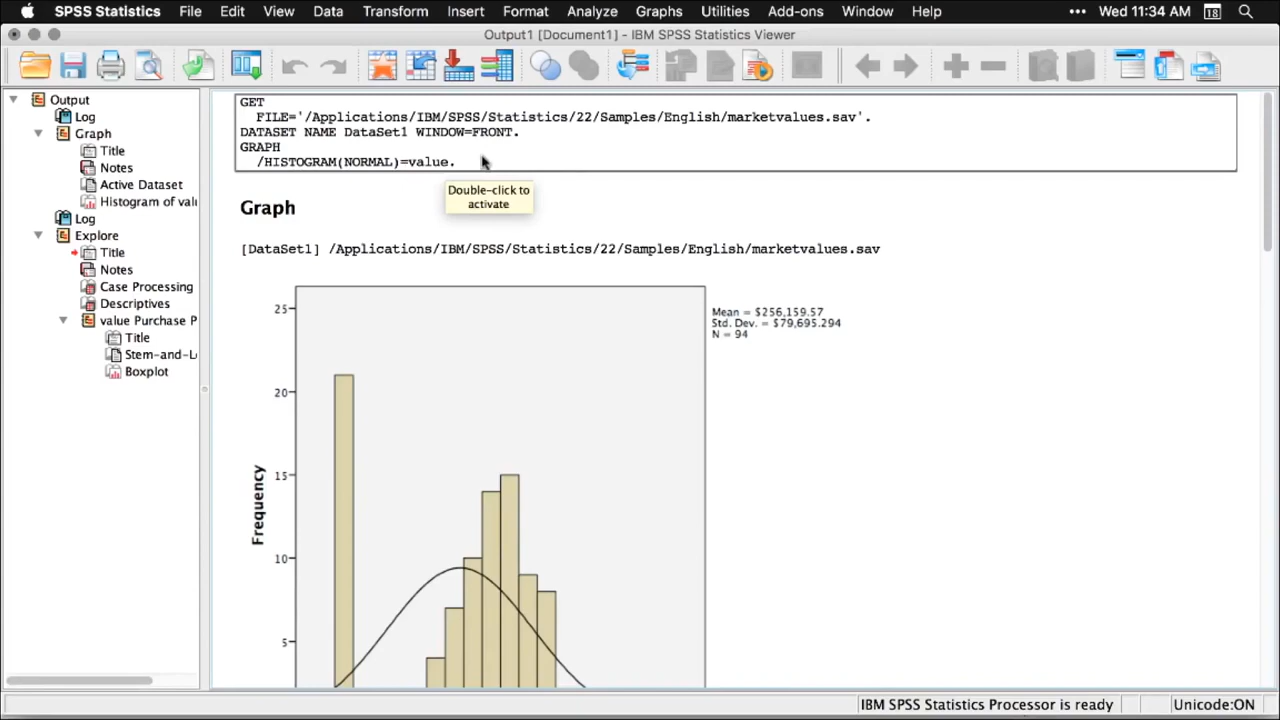 SPSS Statistics File Edit View Data Transform Insert Format Analyze Graphs Utilities Add-ons Window Help ••• Wed 11:34 AM 18
Output1 [Document1] - IBM SPSS Statistics Viewer
Output
Log
Graph
Title
Notes
Active Dataset
Histogram of valu
Log
Explore
Title
Notes
Case Processing
Descriptives
value Purchase P
Title
Stem-and-Le
Boxplot
GET
FILE='/Applications/IBM/SPSS/Statistics/22/Samples/English/marketvalues.sav'.
DATASET NAME DataSet1 WINDOW=FRONT.
GRAPH
/HISTOGRAM(NORMAL)=value.
Double-click to
activate
Graph
[DataSet1] /Applications/IBM/SPSS/Statistics/22/Samples/English/marketvalues.sav
25
20
15
10
5
Frequency
Mean = $256,159.57
Std. Dev. = $79,695.294
N = 94
IBM SPSS Statistics Processor is ready
Unicode:ON